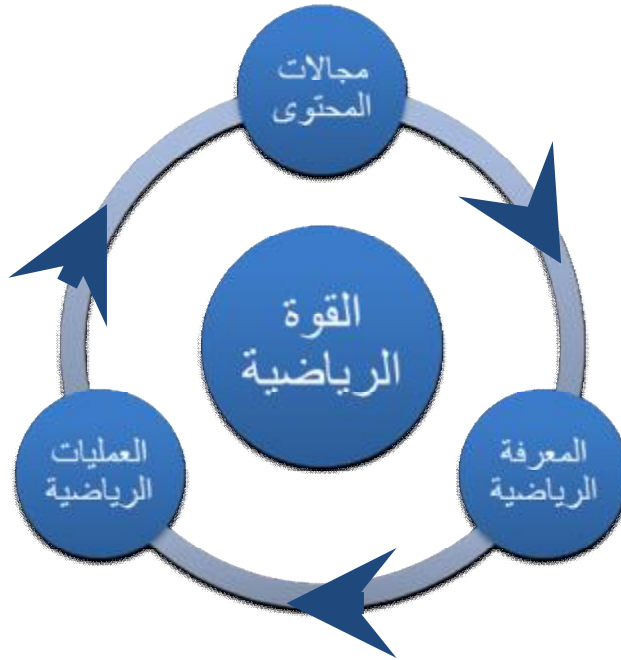 مجالات
المحتوى
القوة
الرياضية
المعرفة
الرياضية
العمليات
الرياضية